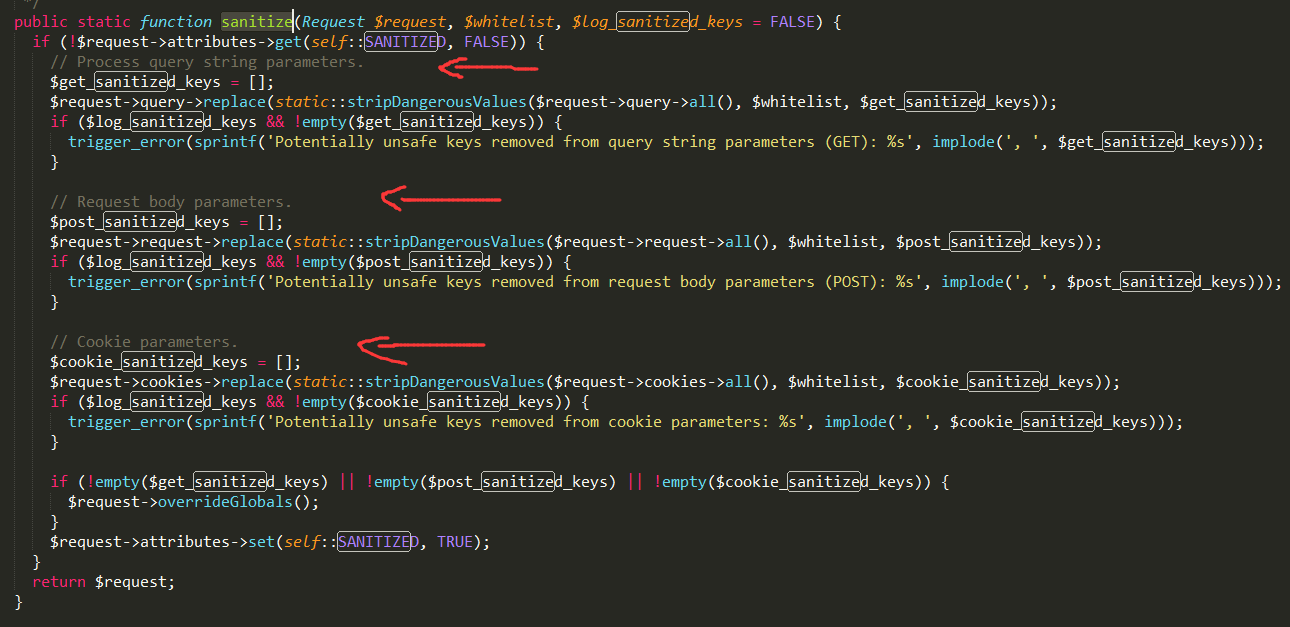 */
public static function sanitize(Request $request, $whitelist, $log_sanitized_keys = FALSE) {
if (!$request->attributes->get(self::SANITIZED, FALSE)) {
// Process query string parameters.
$get_sanitized_keys = [];
$request->query->replace(static::stripDangerousValues($request->query->all(), $whitelist, $get_sanitized_keys));
if ($log_sanitized_keys && !empty($get_sanitized_keys)) {
trigger_error(sprintf('Potentially unsafe keys removed from query string parameters (GET): %s', implode(', ', $get_sanitized_keys)));
}
// Request body parameters.
$post_sanitized_keys = [];
$request->request->replace(static::stripDangerousValues($request->request->all(), $whitelist, $post_sanitized_keys));
if ($log_sanitized_keys && !empty($post_sanitized_keys)) {
trigger_error(sprintf('Potentially unsafe keys removed from request body parameters (POST): %s', implode(', ', $post_sanitized_keys)));
}
// Cookie parameters.
$cookie_sanitized_keys = [];
$request->cookies->replace(static::stripDangerousValues($request->cookies->all(), $whitelist, $cookie_sanitized_keys));
if ($log_sanitized_keys && !empty($cookie_sanitized_keys)) {
trigger_error(sprintf('Potentially unsafe keys removed from cookie parameters: %s', implode(', ', $cookie_sanitized_keys)));
}
if (!empty($get_sanitized_keys) || !empty($post_sanitized_keys) || !empty($cookie_sanitized_keys)) {
$request->overrideGlobals();
}
$request->attributes->set(self::SANITIZED, TRUE);
}
return $request;
}